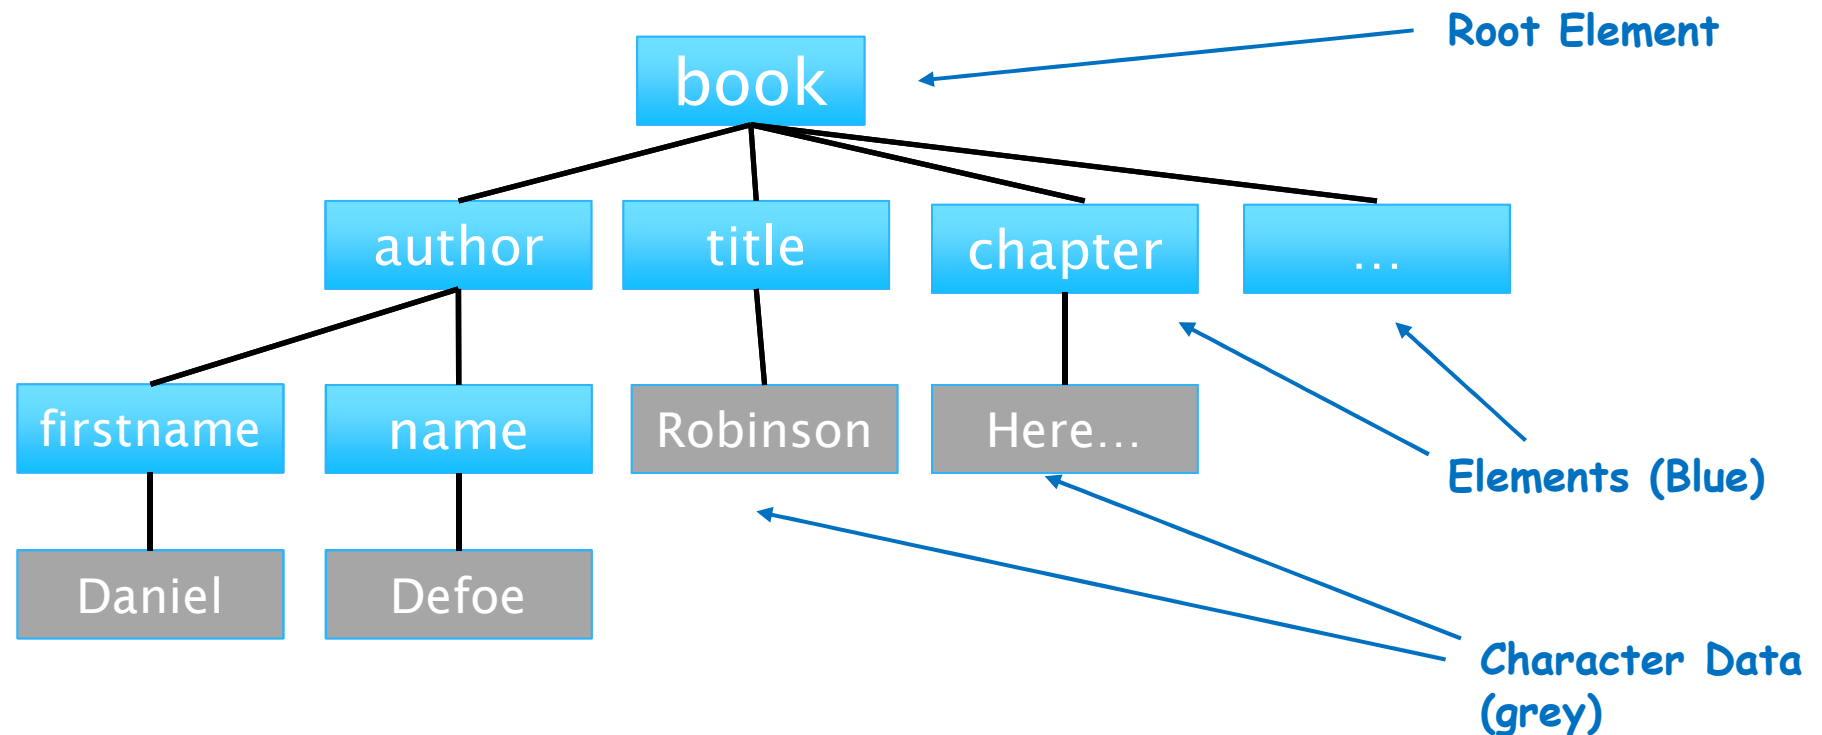 Root Element
book
author
title
chapter
...
firstname
name
Robinson
Here...
Elements (Blue)
Daniel
Defoe
Character Data
(grey)